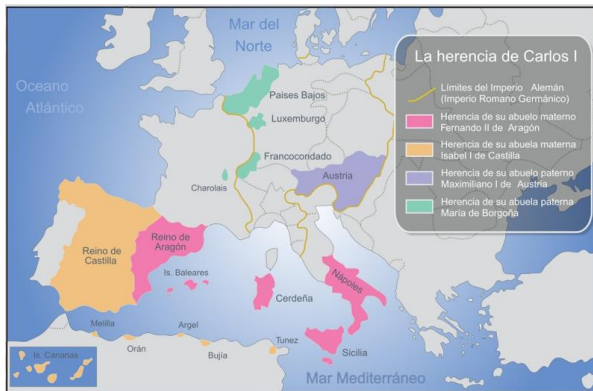 Mar del
Norte
Oceano
Atlántico
La herencia de Carlos I
Límites del Imperio Alemán
(Imperio Romano Germánico)
Herencia de su abuelo materno
Fernando II de Aragón
Herencia de su abuela materna
Isabel I de Castilla
Herencia de su abuelo paterno
Maximiliano I de Austria
Herencia de su abuela paterna
María de Borgoña
Paises Bajos
Luxemburgo
Francocondado
Charolais
Austria
Reino de
Castilla
Reino de
Aragón
Is. Baleares
Cerdeña
Nápoles
Sicilia
Melilla
Orán
Argel
Bujía
Tunez
Is. Canarias
Mar Mediterráneo